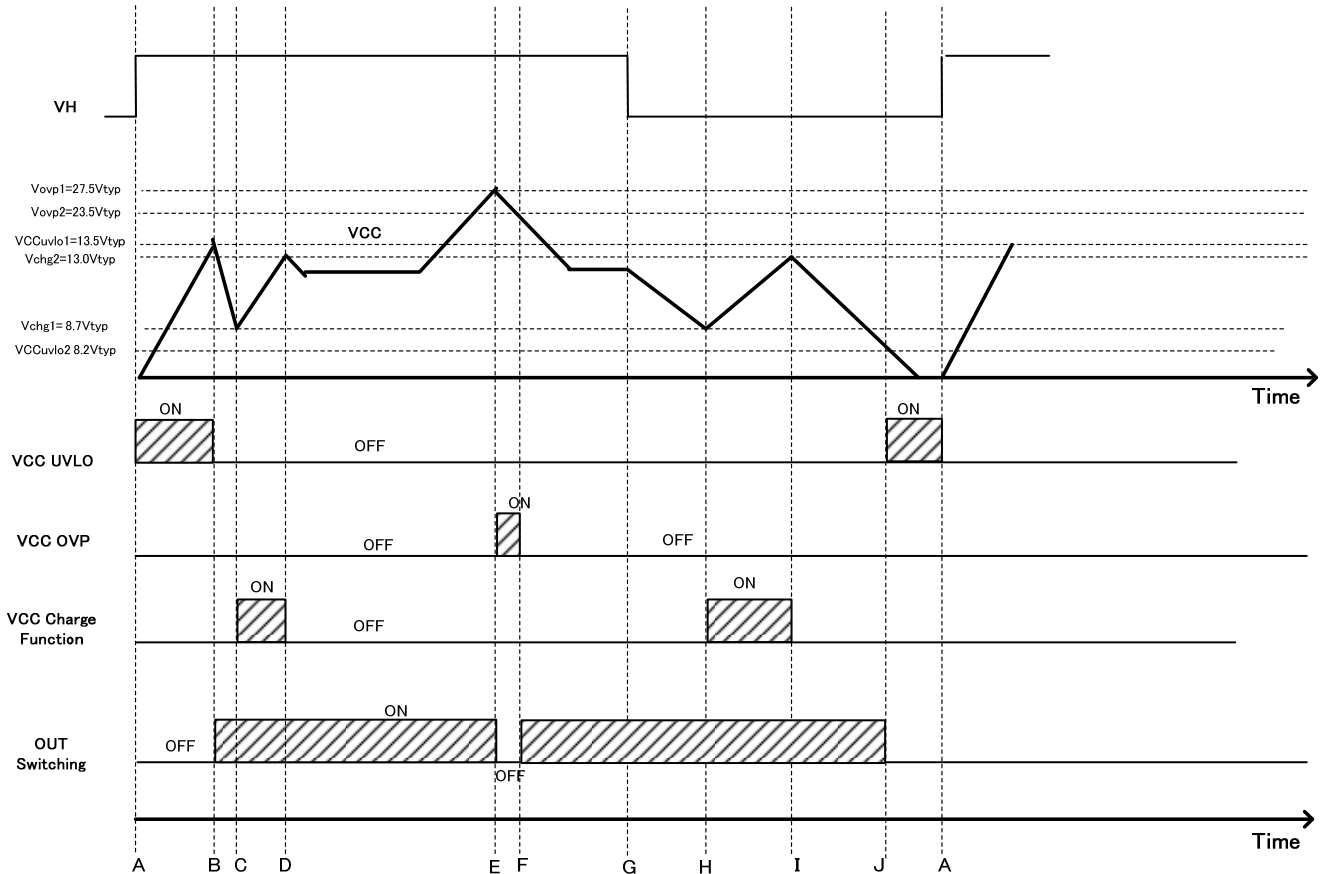 VH
Vovp1=27.5Vtyp
Vovp2=23.5Vtyp
VCC
VCCuvlo1=13.5Vtyp
Vchg2=13.0Vtyp
Vchg1= 8.7Vtyp
VCCuvlo2 8.2Vtyp
Time
ON
ON
OFF
VCC UVLO
ON
VCC OVP
OFF
OFF
ON
ON
VCC Charge
Function
OFF
ON
OUT
Switching
OFF
OFF
Time
A B C D E F G H I J A